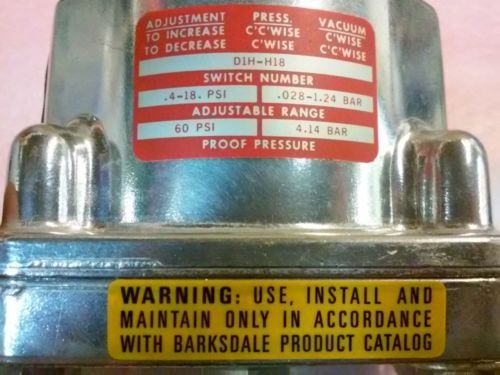 ADJUSTMENT PRESS. VACUUM
TO INCREASE C'C'WISE C'WISE
TO DECREASE C'WISE C'C'WISE
D1H-H18
SWITCH NUMBER
.4-18. PSI .028-1.24 BAR
ADJUSTABLE RANGE
60 PSI 4.14 BAR
PROOF PRESSURE
WARNING: USE, INSTALL AND
MAINTAIN ONLY IN ACCORDANCE
WITH BARKSDALE PRODUCT CATALOG